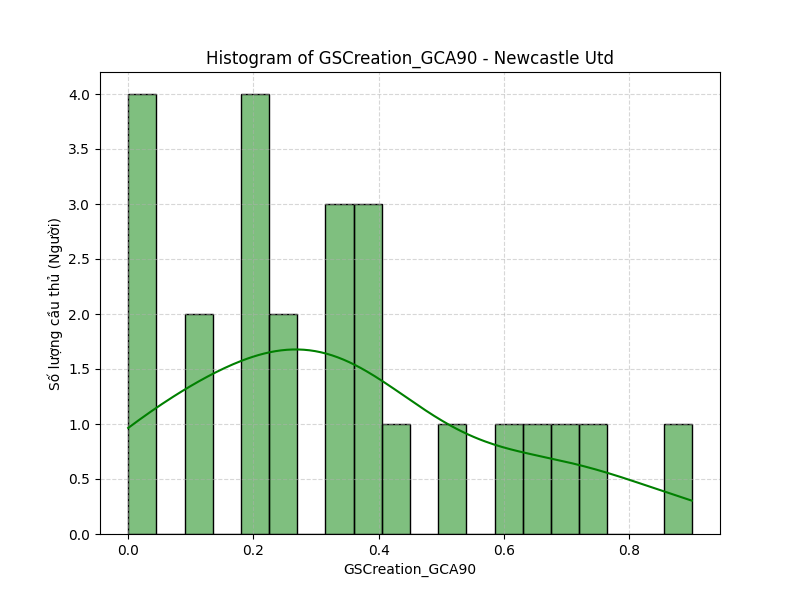 Histogram of GSCreation_GCA90 - Newcastle Utd
Số lượng cầu thủ (Người)
4.0
3.5
3.0
2.5
2.0
1.5
1.0
0.5
0.0
0.0 0.2 0.4 0.6 0.8
GSCreation_GCA90